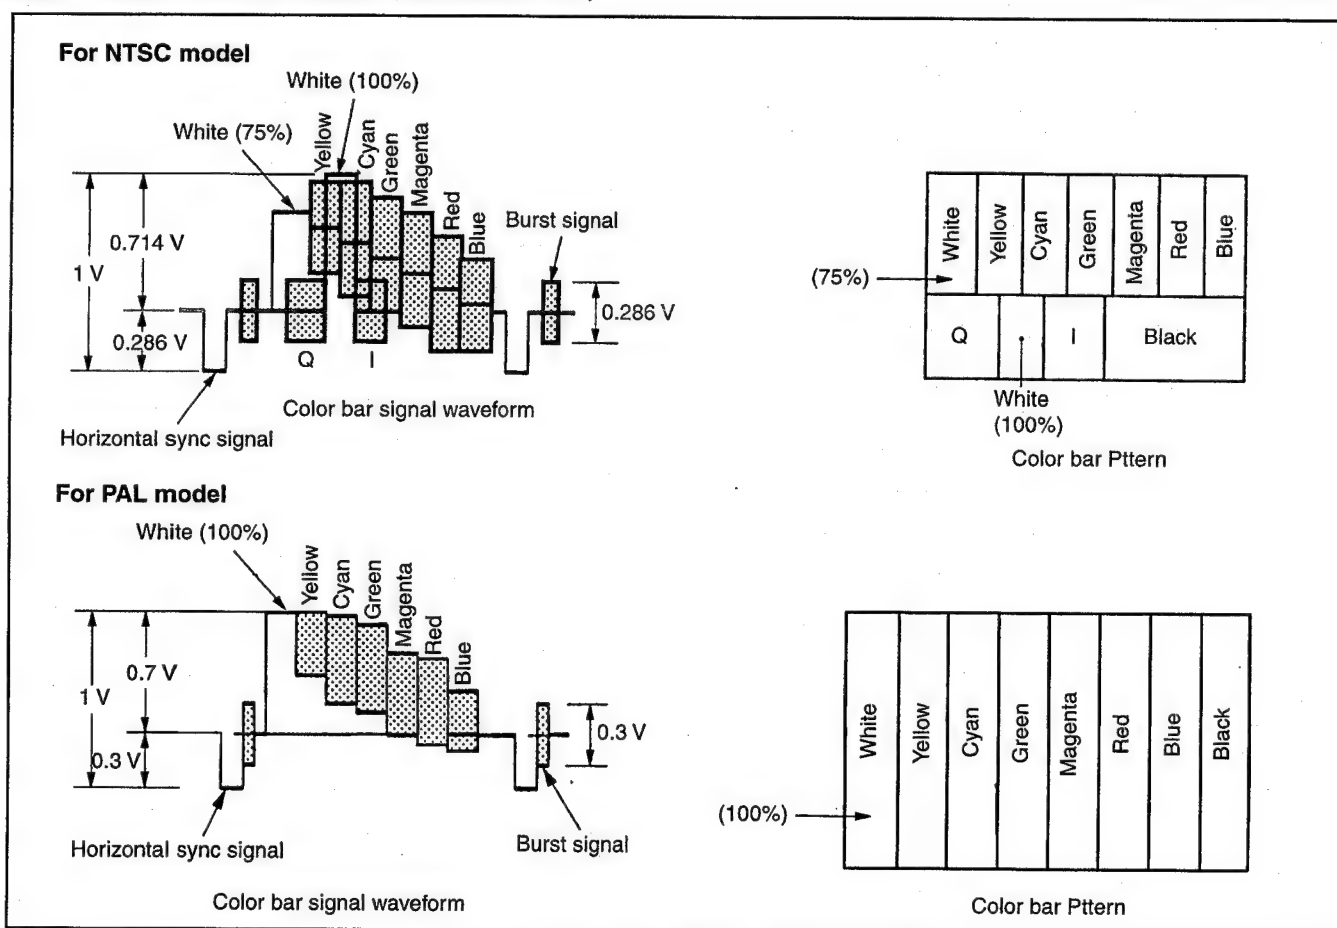 For NTSC model
White (100%)
White (75%)
Yellow
Cyan
Green
Magenta
Red
Blue
Burst signal
0.714 V
1 V
0.286 V
0.286 V
Q
I
Color bar signal waveform
Horizontal sync signal
White
Yellow
Cyan
Green
Magenta
Red
Blue
(75%)
Q
I
Black
White
(100%)
Color bar Pttern
For PAL model
White (100%)
Yellow
Cyan
Green
Magenta
Red
Blue
0.7 V
1 V
0.3 V
0.3 V
Horizontal sync signal
Burst signal
Color bar signal waveform
White
Yellow
Cyan
Green
Magenta
Red
Blue
Black
(100%)
Color bar Pttern